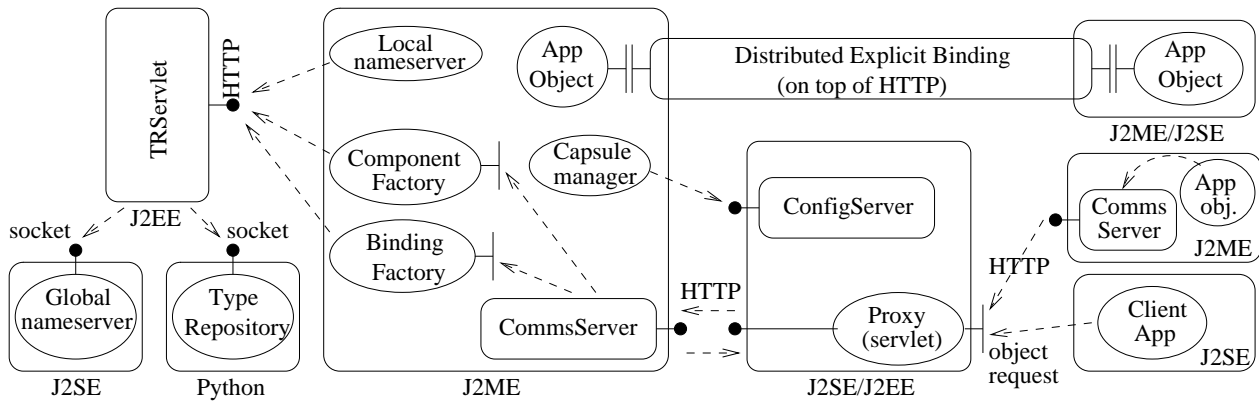 TRServlet
HTTP
J2EE
socket
socket
Global
nameserver
J2SE
Type
Repository
Python
Local
nameserver
App
Object
Component
Factory
Capsule
manager
Binding
Factory
CommsServer
J2ME
Distributed Explicit Binding
(on top of HTTP)
App
Object
J2ME/J2SE
ConfigServer
HTTP
Proxy
(servlet)
J2SE/J2EE
Comms
Server
App
obj.
J2ME
HTTP
object
request
Client
App
J2SE